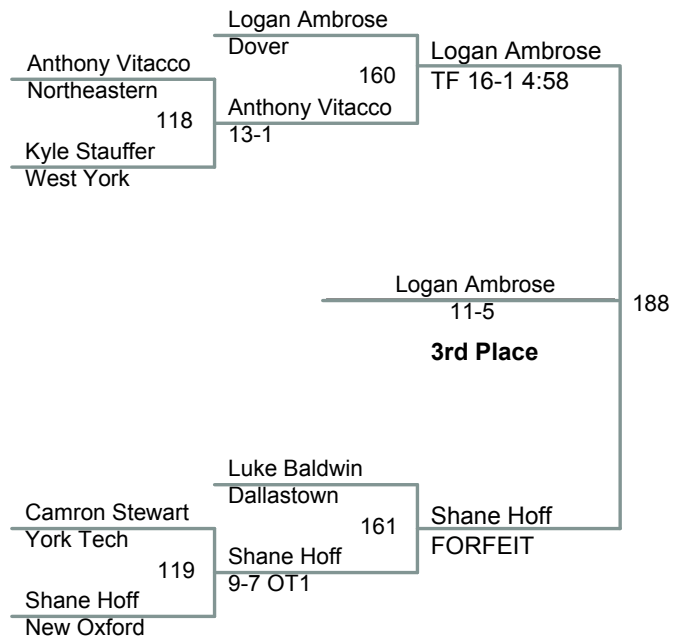 Logan Ambrose
Dover
160
Logan Ambrose
TF 16-1 4:58
Anthony Vitacco
Northeastern
118
Anthony Vitacco
13-1
Kyle Stauffer
West York
Logan Ambrose
11-5
188
3rd Place
Luke Baldwin
Dallastown
161
Shane Hoff
FORFEIT
Camron Stewart
York Tech
119
Shane Hoff
9-7 OT1
Shane Hoff
New Oxford